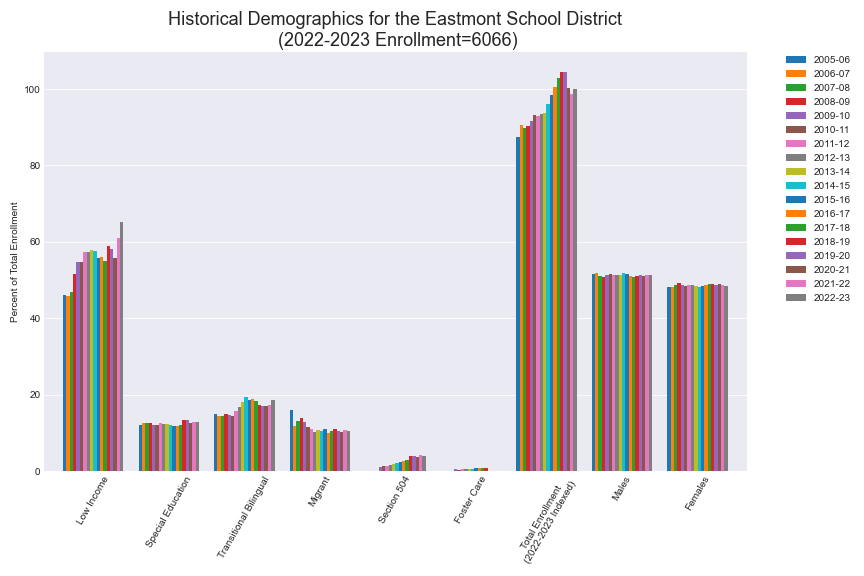 Historical Demographics for the Eastmont School District
(2022-2023 Enrollment=6066)
Percent of Total Enrollment
100
80
60
40
20
0
Low Income
Special Education
Transitional Bilingual
Migrant
Section 504
Foster Care
Total Enrollment
(2022-2023 Indexed)
Males
Females
2005-06
2006-07
2007-08
2008-09
2009-10
2010-11
2011-12
2012-13
2013-14
2014-15
2015-16
2016-17
2017-18
2018-19
2019-20
2020-21
2021-22
2022-23